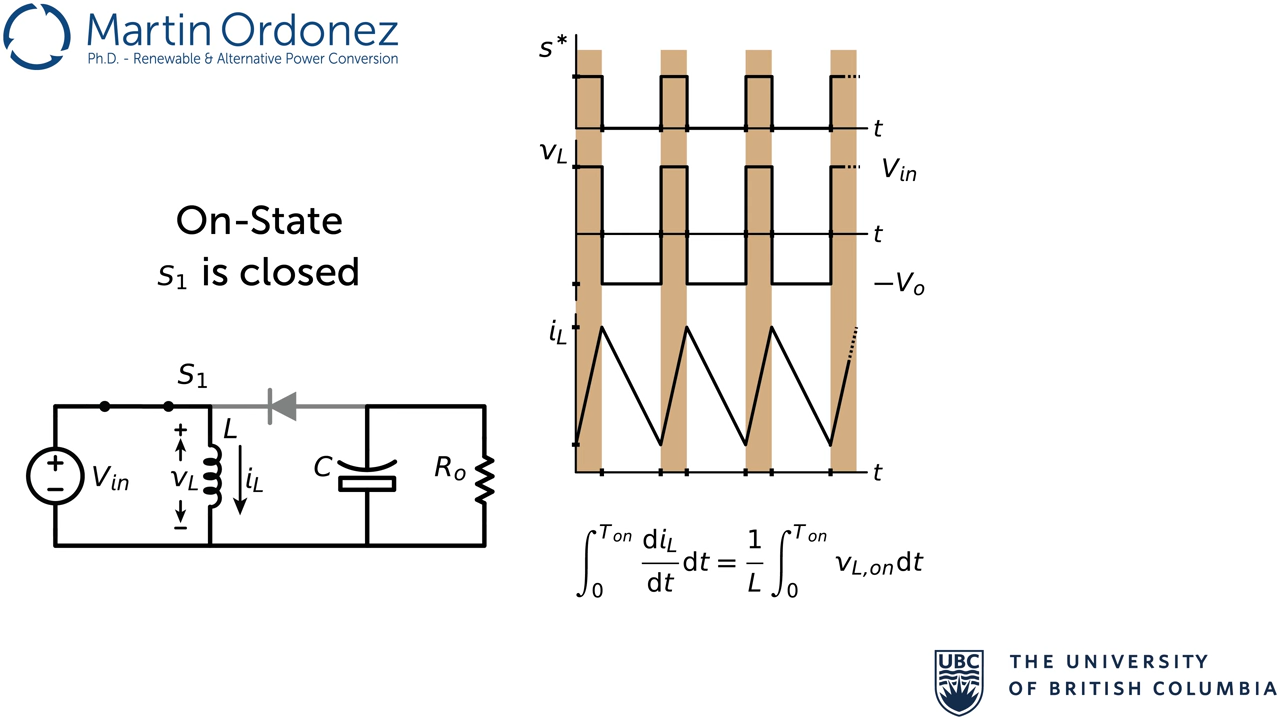 Martin Ordonez
Ph.D. - Renewable & Alternative Power Conversion
On-State
S₁ is closed
S₁
+
L
Vin
+
−
vL
iL
−
C
Ro
s*
t
vL
Vin
t
−Vo
iL
t
∫₀^Ton diL/dt dt = 1/L ∫₀^Ton vL,on dt
UBC
THE UNIVERSITY
OF BRITISH COLUMBIA